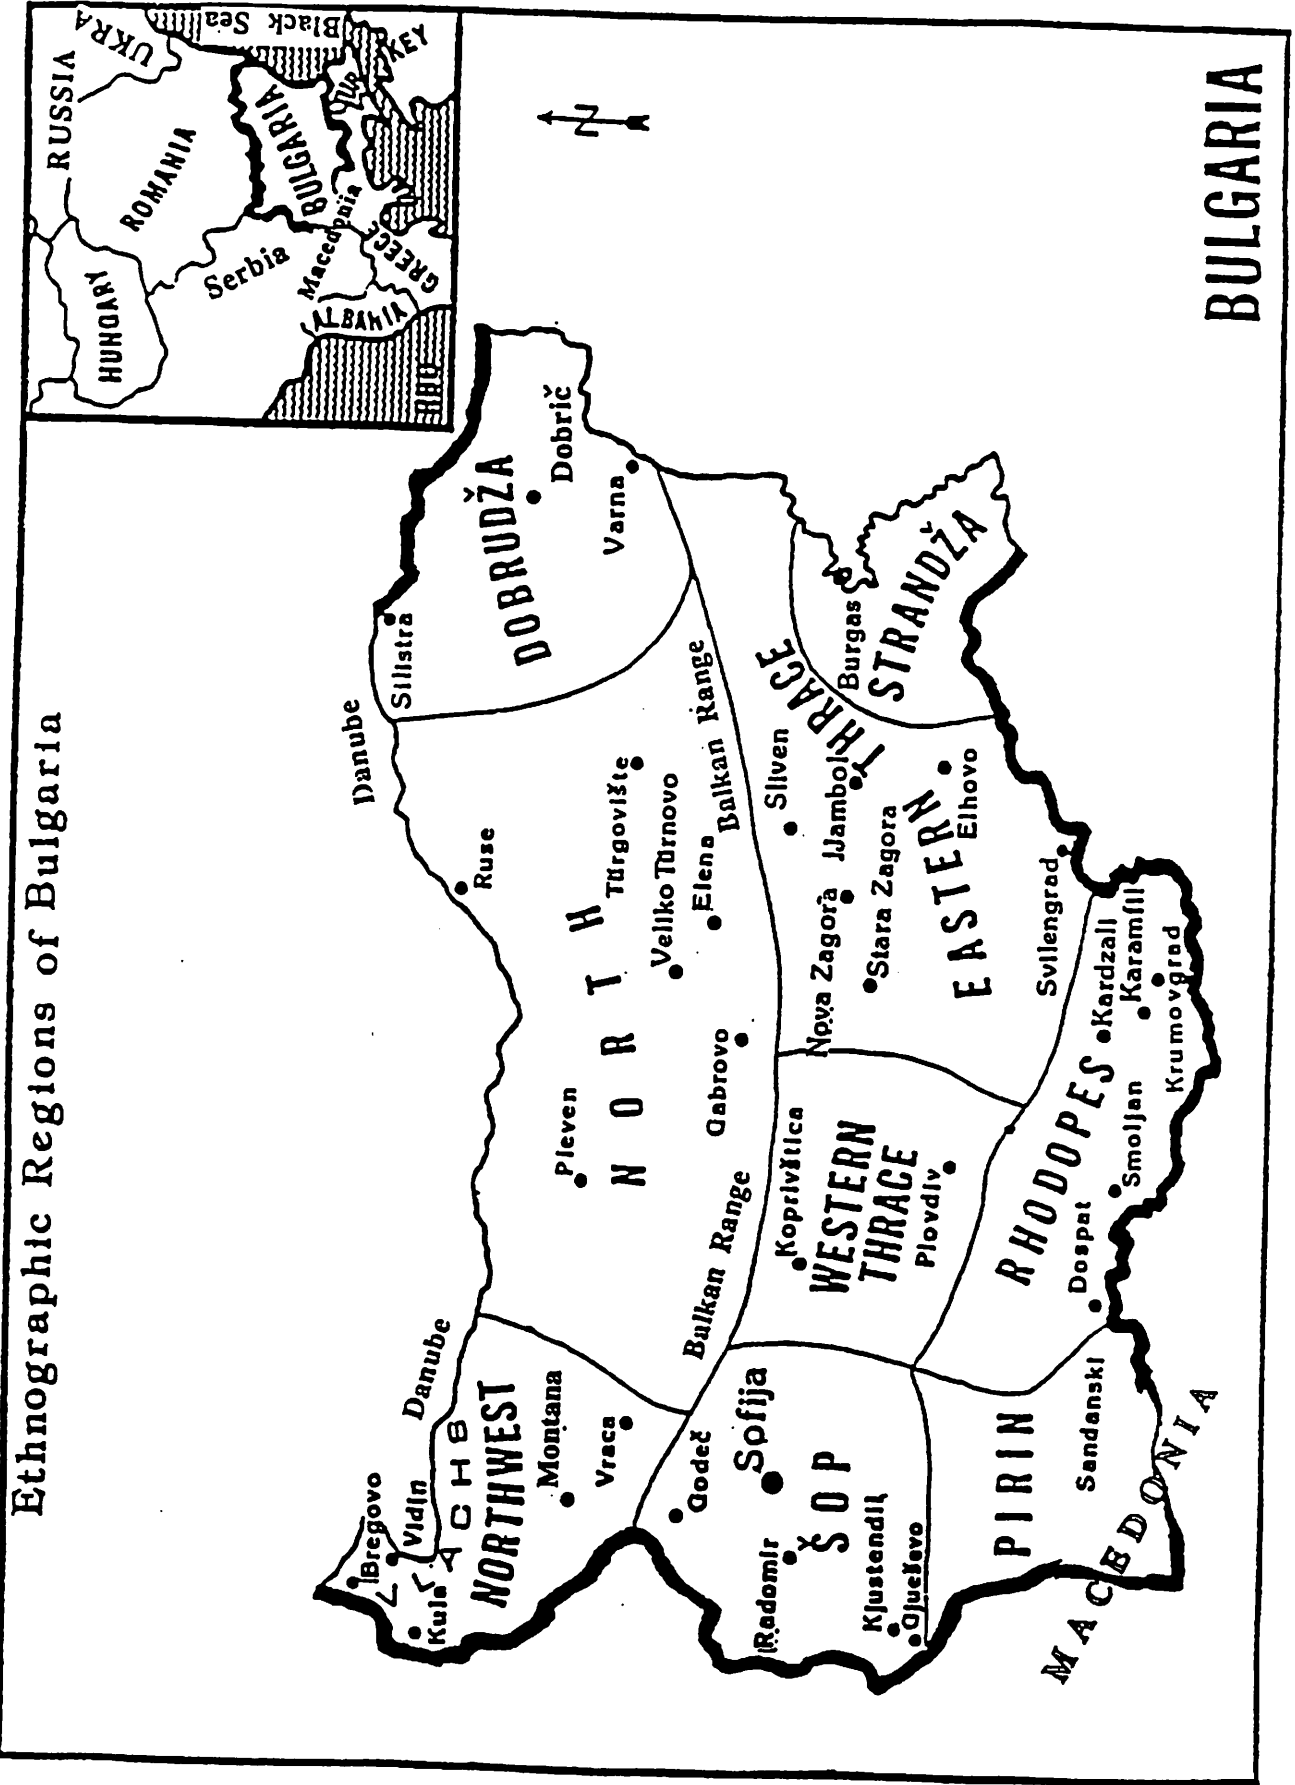 Ethnographic Regions of Bulgaria
RUSSIA
UKRA
Black Sea
ROMANIA
HUNGARY
BULGARIA
TUR
KEY
Serbia
Macedonia
GREECE
ALBANIA
N
BULGARIA
Danube
Danube
Bregovo
Vidin
Kula
VLACHS
NORTHWEST
Montana
Vraca
Pleven
NORTH
Ruse
Tŭrgovište
Veliko Tŭrnovo
Elena
Gabrovo
Silistra
DOBRUDŽA
Dobrič
Varna
Balkan Range
Balkan Range
Godeč
Sofija
ŠOP
Radomir
Kjustendil
Gjueševo
Koprivštica
WESTERN
THRACE
Plovdiv
Sliven
Jambol
Nova Zagora
Stara Zagora
EASTERN THRACE
Elhovo
Svilengrad
Burgas
STRANDŽA
PIRIN
Sandanski
RHODOPES
Dospat
Smoljan
Kardzali
Karamfil
Krumovgrad
MACEDONIA